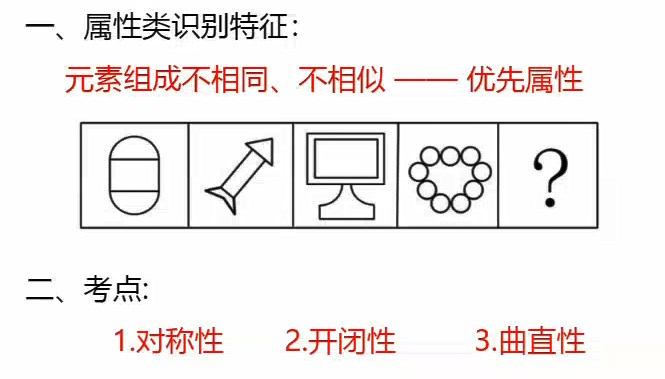 一、属性类识别特征：
元素组成不相同、不相似 —— 优先属性
?
二、考点:
1.对称性 2.开闭性 3.曲直性